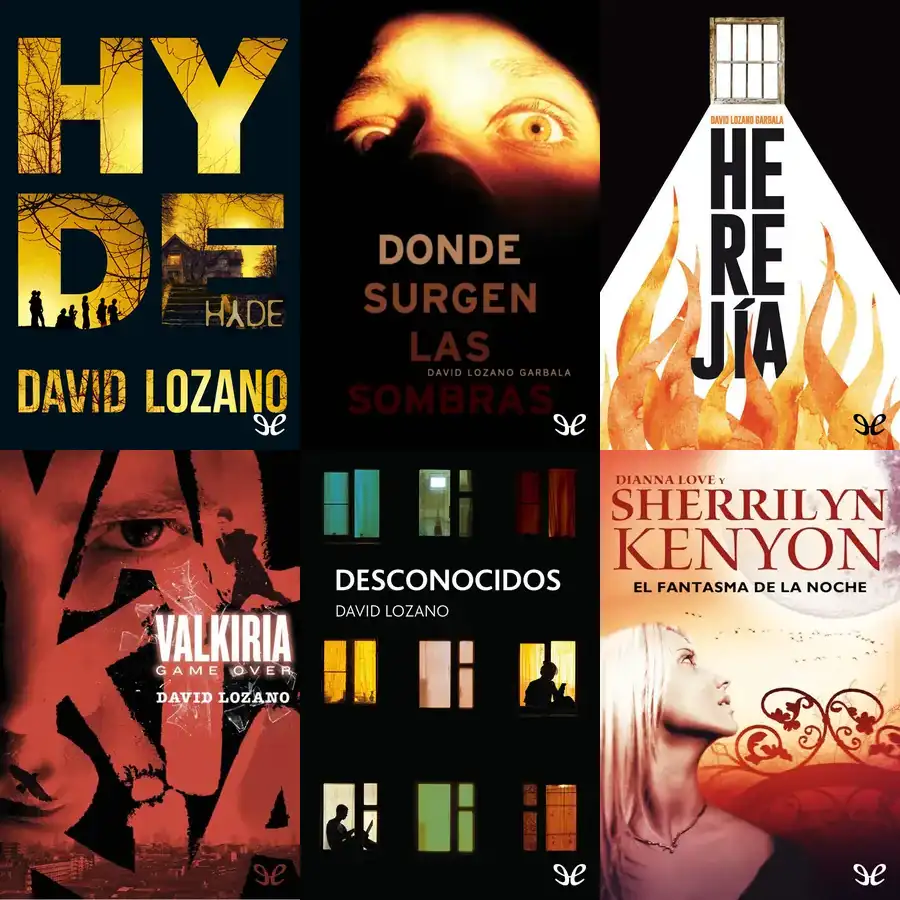 HY
DE
HYDE
DAVID LOZANO
DONDE
SURGEN
LAS
DAVID LOZANO GARBALA
SOMBRAS
DAVID LOZANO GARBALA
HE
RE
JÍA
VALKIRIA
GAME OVER
DAVID LOZANO
DESCONOCIDOS
DAVID LOZANO
DIANNA LOVE Y
SHERRILYN
KENYON
EL FANTASMA DE LA NOCHE